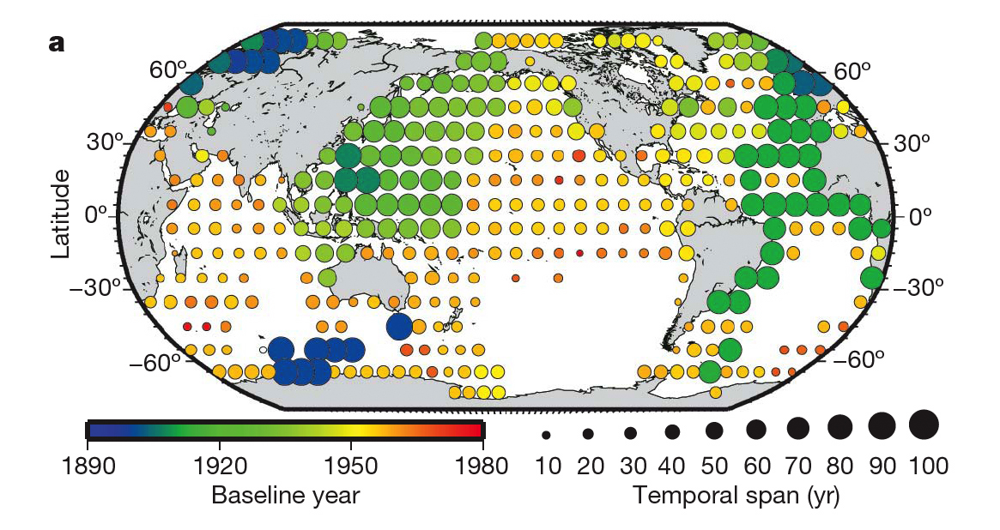 a
60º 60º
30º 30º
0º 0º
−30º −30º
−60º −60º
Latitude
1890 1920 1950 1980
Baseline year
10 20 30 40 50 60 70 80 90 100
Temporal span (yr)